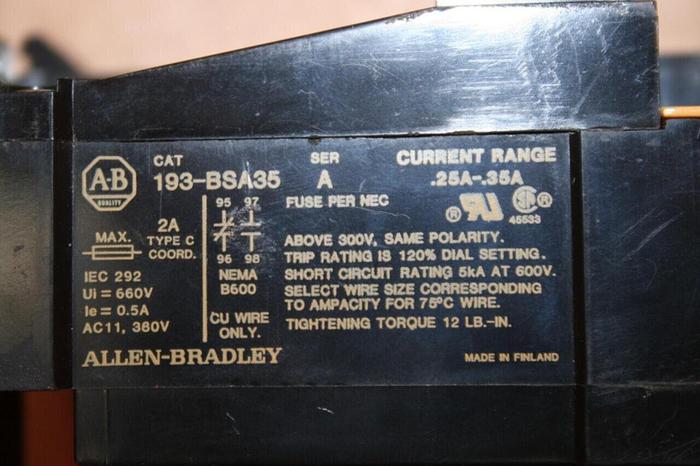 A-B
QUALITY
CAT
193-BSA35
SER
A
CURRENT RANGE
.25A-.35A
MAX.
2A
TYPE C
COORD.
IEC 292
Ui = 660V
Ie = 0.5A
AC11, 380V
95 97
96 98
NEMA
B600
CU WIRE
ONLY.
FUSE PER NEC
® UR ® SA
45533
ABOVE 300V, SAME POLARITY.
TRIP RATING IS 120% DIAL SETTING.
SHORT CIRCUIT RATING 5kA AT 600V.
SELECT WIRE SIZE CORRESPONDING
TO AMPACITY FOR 75°C WIRE.
TIGHTENING TORQUE 12 LB.-IN.
ALLEN-BRADLEY
MADE IN FINLAND